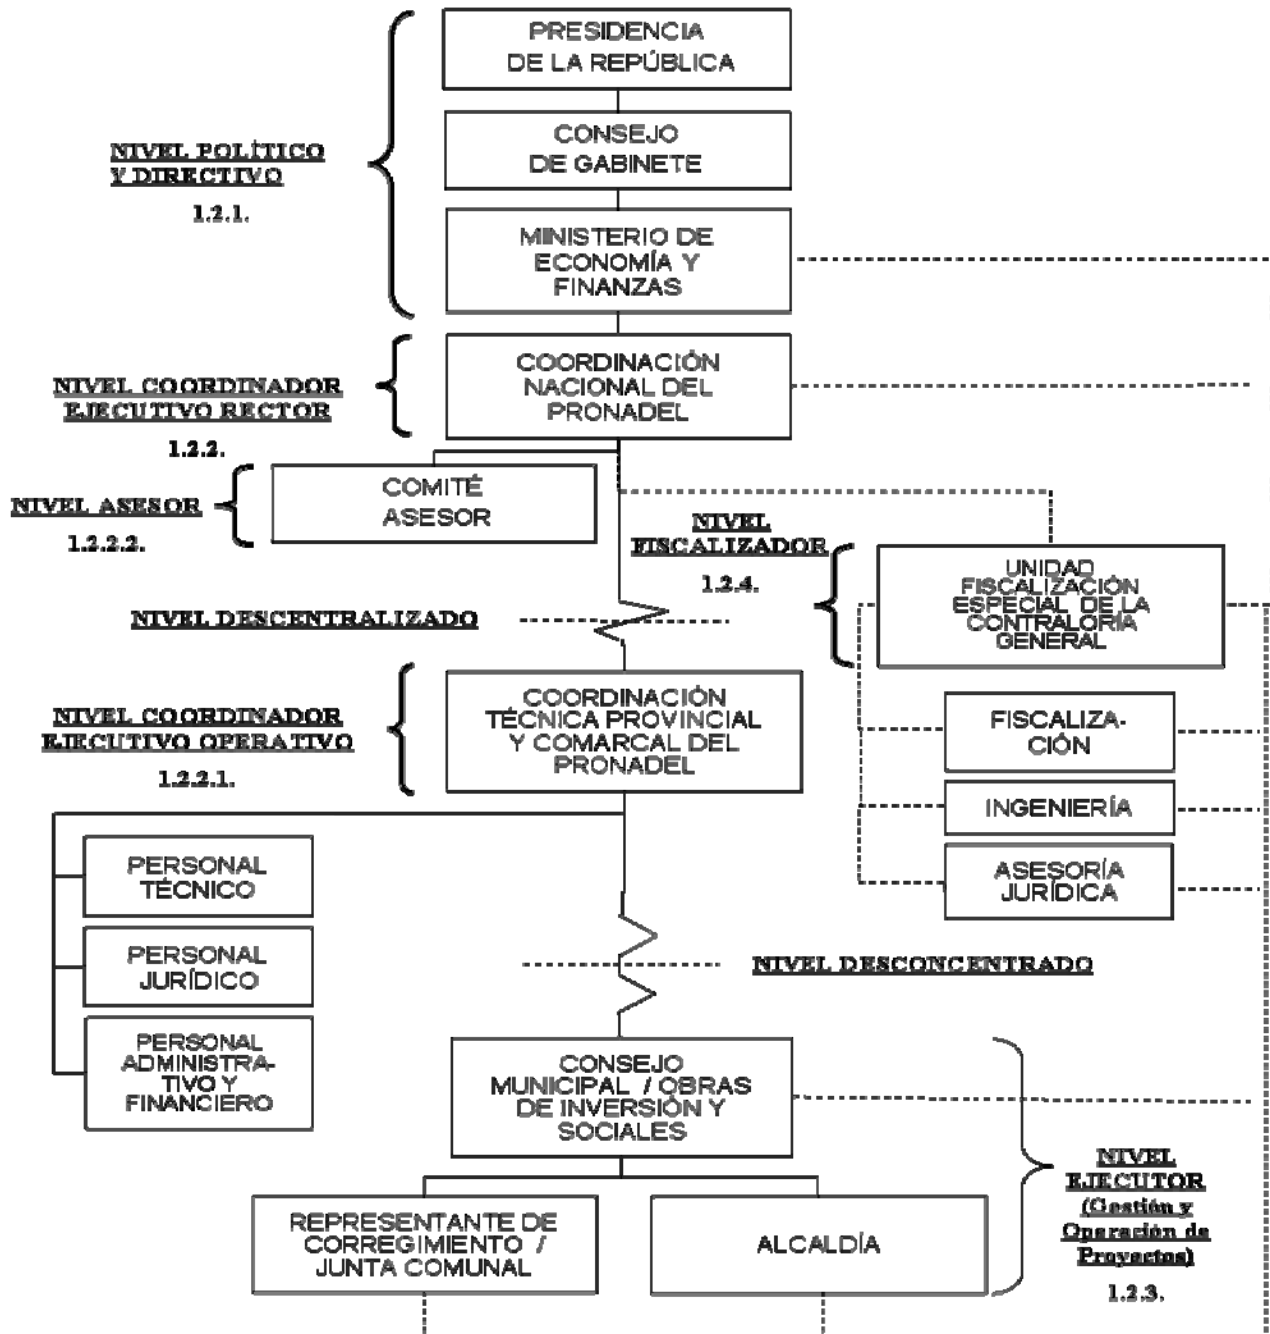 PRESIDENCIA
DE LA REPÚBLICA
CONSEJO
DE GABINETE
NIVEL POLÍTICO
Y DIRECTIVO
1.2.1.
MINISTERIO DE
ECONOMÍA Y
FINANZAS
COORDINACIÓN
NACIONAL DEL
PRONADEL
NIVEL COORDINADOR
EJECUTIVO RECTOR
1.2.2.
COMITÉ
ASESOR
NIVEL ASESOR
1.2.2.2.
NIVEL
FISCALIZADOR
1.2.4.
UNIDAD
FISCALIZACIÓN
ESPECIAL DE LA
CONTRALORÍA
GENERAL
NIVEL DESCENTRALIZADO
COORDINACIÓN
TÉCNICA PROVINCIAL
Y COMARCAL DEL
PRONADEL
NIVEL COORDINADOR
EJECUTIVO OPERATIVO
1.2.2.1.
FISCALIZA-
CIÓN
INGENIERÍA
ASESORÍA
JURÍDICA
PERSONAL
TÉCNICO
PERSONAL
JURÍDICO
PERSONAL
ADMINISTRA-
TIVO Y
FINANCIERO
NIVEL DESCONCENTRADO
CONSEJO
MUNICIPAL / OBRAS
DE INVERSIÓN Y
SOCIALES
NIVEL
EJECUTOR
(Gestión y
Operación de
Proyectos)
1.2.3.
REPRESENTANTE DE
CORREGIMIENTO /
JUNTA COMUNAL
ALCALDÍA